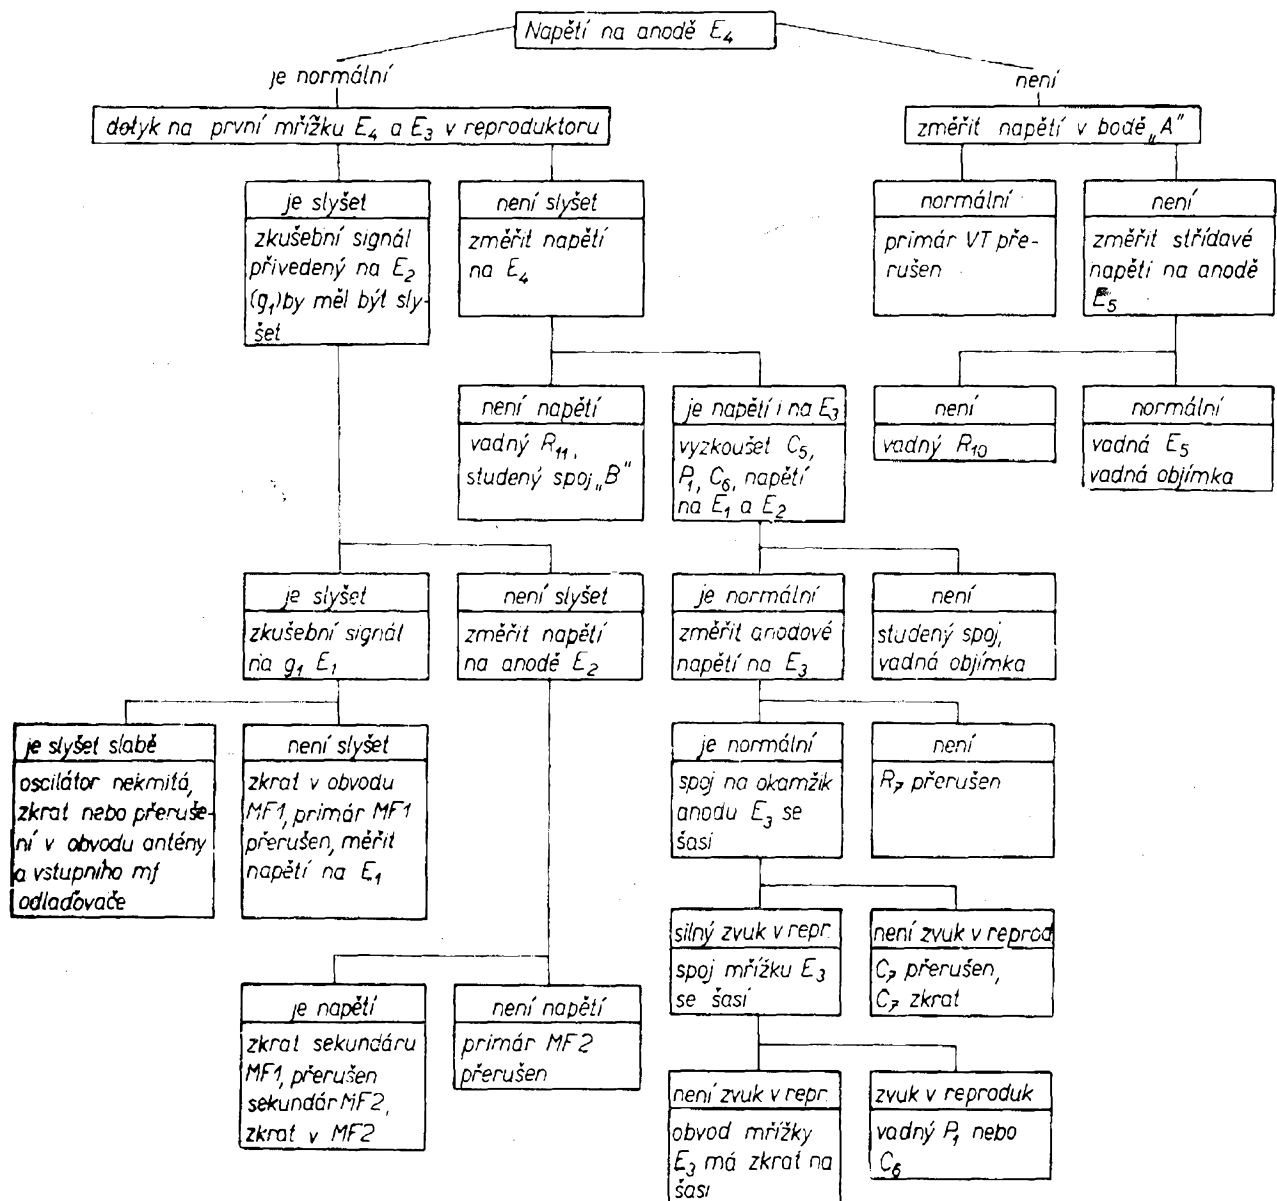 Napětí na anodě E4
je normální
není
dotyk na první mřížku E4 a E3 v reproduktoru
změřit napětí v bodě „A"
je slyšet
zkušební signál
přivedený na E2
(g1) by měl být sly-
šet
není slyšet
změřit napětí
na E4
normální
primár VT pře-
rušen
není
změřit střídavé
napětí na anodě
E5
není napětí
vadný R11,
studený spoj „B"
je napětí i na E3
vyzkoušet C5,
P1, C6, napětí
na E1 a E2
není
vadný R10
normální
vadná E5
vadná objímka
je slyšet
zkušební signál
na g1 E1
není slyšet
změřit napětí
na anodě E2
je normální
změřit anodové
napětí na E3
není
studený spoj,
vadná objímka
je slyšet slabě
oscilátor nekmitá,
zkrat nebo přeruše-
ní v obvodu antény
a vstupního mf
odlaďovače
není slyšet
zkrat v obvodu
MF1, primár MF1
přerušen, měřit
napětí na E1
je normální
spoj na okamžik
anodu E3 se
šasi
není
R7 přerušen
silný zvuk v repr.
spoj mřížku E3
se šasí
není zvuk v reprod
C7 přerušen,
C7 zkrat
je napětí
zkrat sekundáru
MF1, přerušen
sekundár MF2,
zkrat v MF2
není napětí
primár MF2
přerušen
není zvuk v repr.
obvod mřížky
E3 má zkrat na
šasi
zvuk v reproduk
vadný P1 nebo
C6